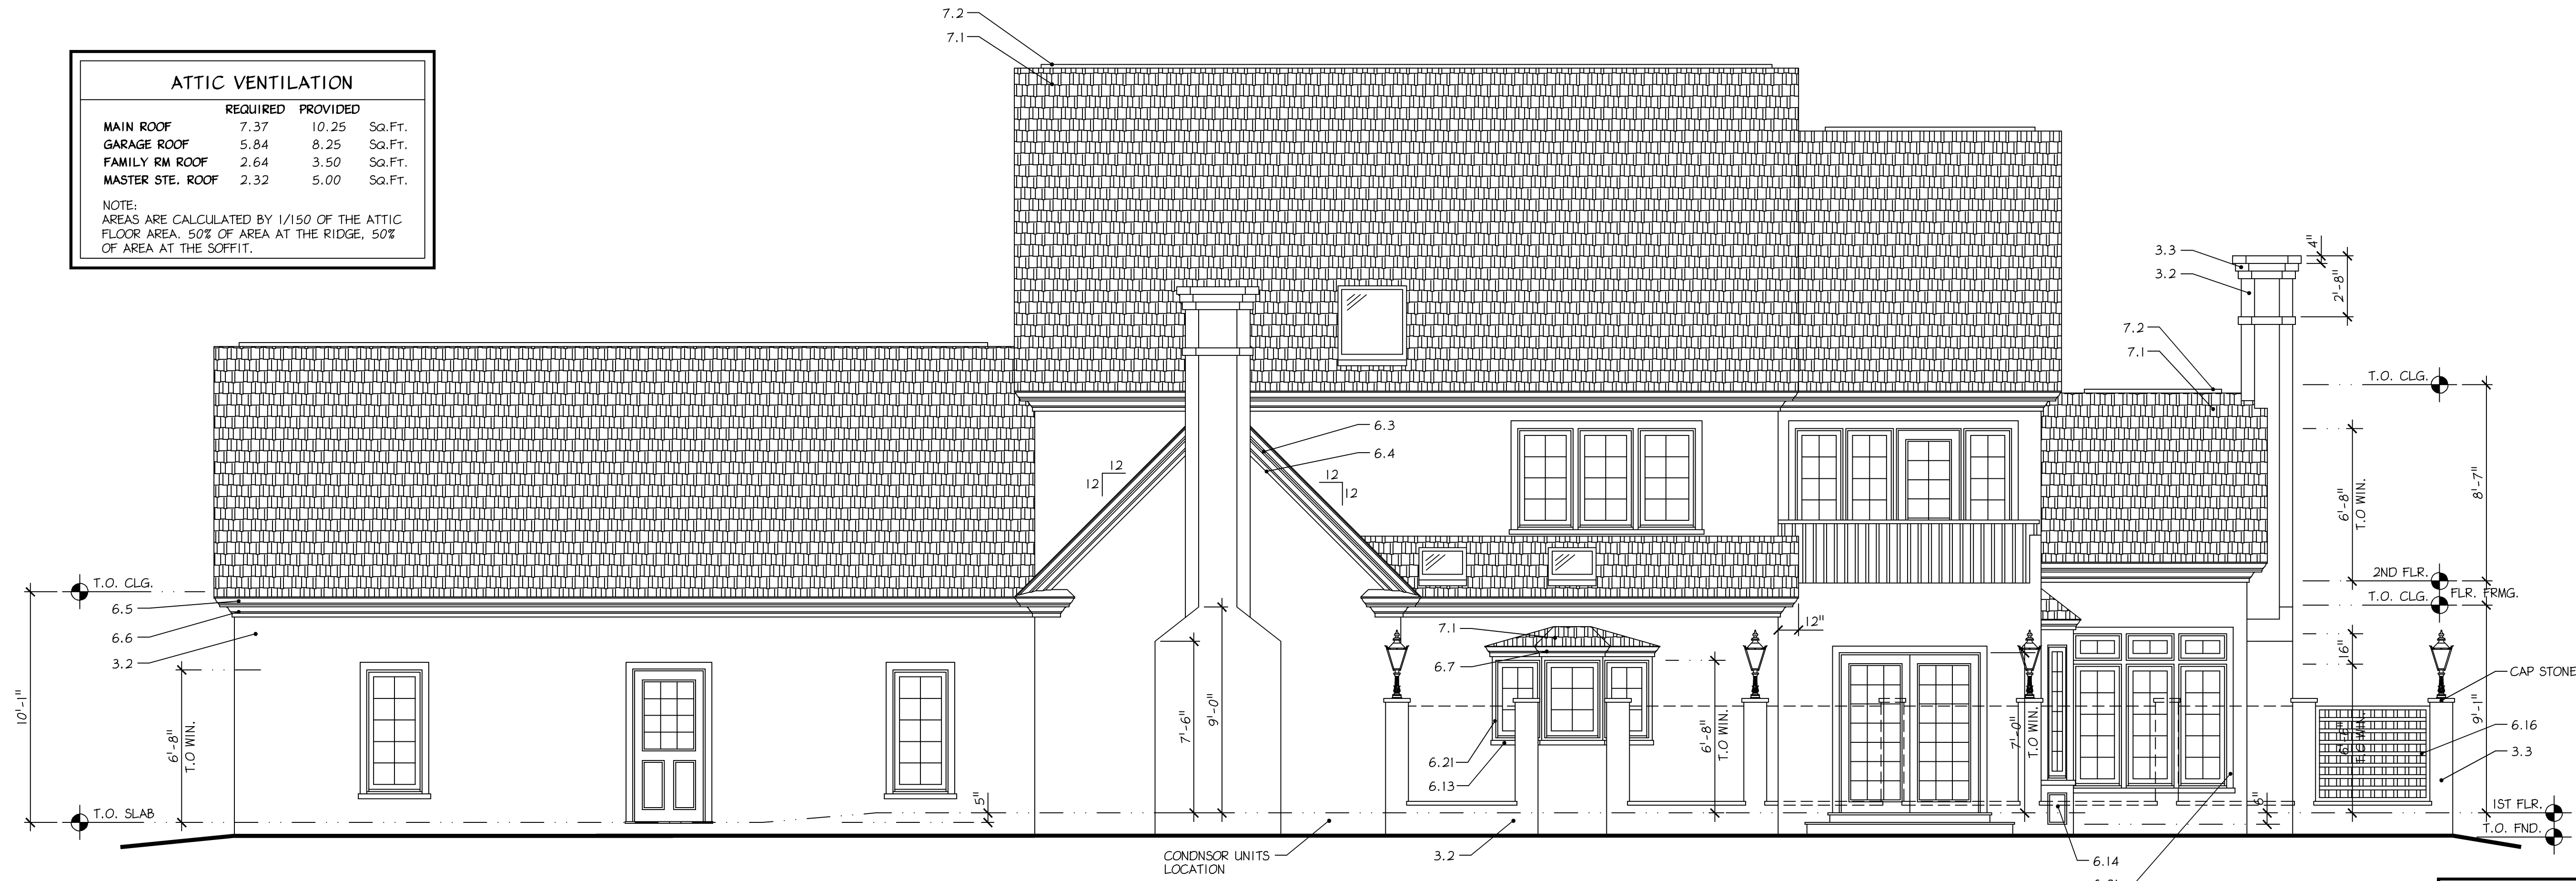 7.2
7.1
ATTIC VENTILATION
REQUIRED PROVIDED
MAIN ROOF 7.37 10.25 SQ.FT.
GARAGE ROOF 5.84 8.25 SQ.FT.
FAMILY RM ROOF 2.64 3.50 SQ.FT.
MASTER STE. ROOF 2.32 5.00 SQ.FT.
NOTE:
AREAS ARE CALCULATED BY 1/150 OF THE ATTIC
FLOOR AREA. 50% OF AREA AT THE RIDGE, 50%
OF AREA AT THE SOFFIT.
3.3
3.2
4"
2'-8"
7.2
7.1
T.O. CLG.
6.3
6.4
12
12
12
12
6'-8"
T.O WIN.
8'-7"
2ND FLR.
FLR. FRMG.
T.O. CLG.
T.O. CLG.
6.5
6.6
3.2
10'-1"
6'-8"
T.O WIN.
T.O. SLAB
5"
7'-6"
9'-0"
7.1
6.7
12"
6.21
6.13
6'-8"
T.O WIN.
7'-0"
T.O WIN.
16"
6'-8"
T.O WIN.
9'-1"
CAP STONE
6.16
3.3
6"
1ST FLR.
T.O. FND.
CONDNSOR UNITS
LOCATION
3.2
6.14